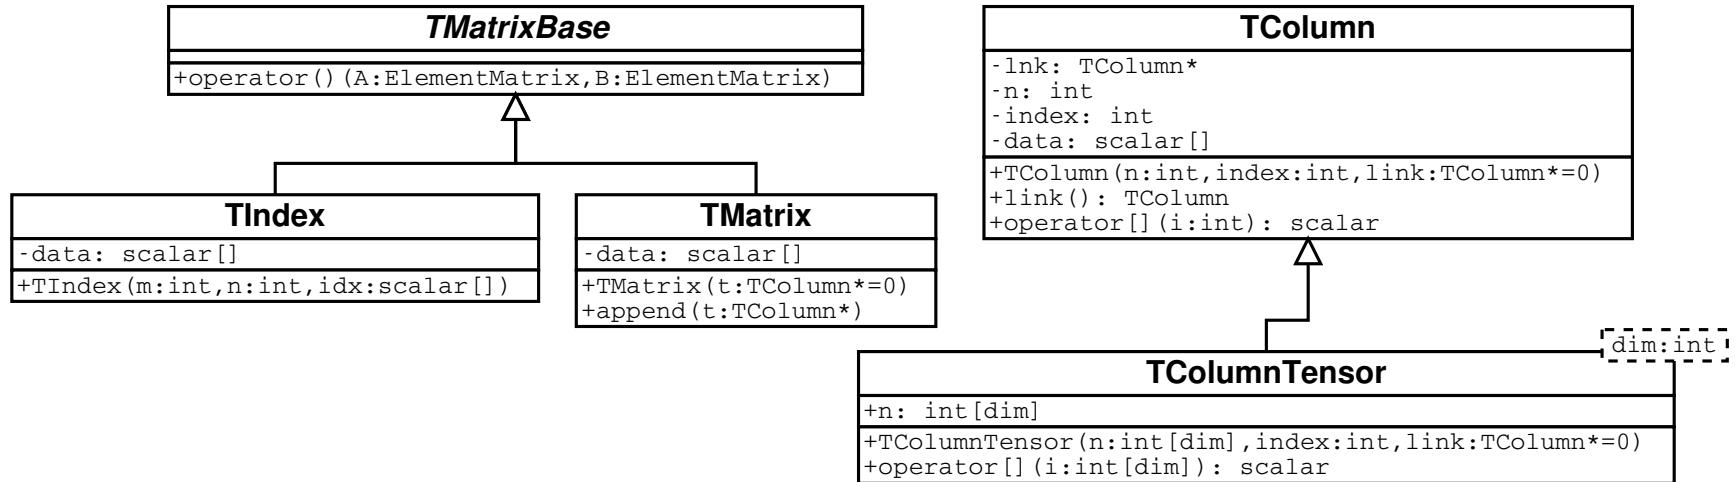 TMatrixBase
+operator()(A:ElementMatrix,B:ElementMatrix)
TIndex
-data: scalar[]
+TIndex(m:int,n:int,idx:scalar[])
TMatrix
-data: scalar[]
+TMatrix(t:TColumn*=0)
+append(t:TColumn*)
TColumn
-lnk: TColumn*
-n: int
-index: int
-data: scalar[]
+TColumn(n:int,index:int,link:TColumn*=0)
+link(): TColumn
+operator[](i:int): scalar
dim:int
TColumnTensor
+n: int[dim]
+TColumnTensor(n:int[dim],index:int,link:TColumn*=0)
+operator[](i:int[dim]): scalar